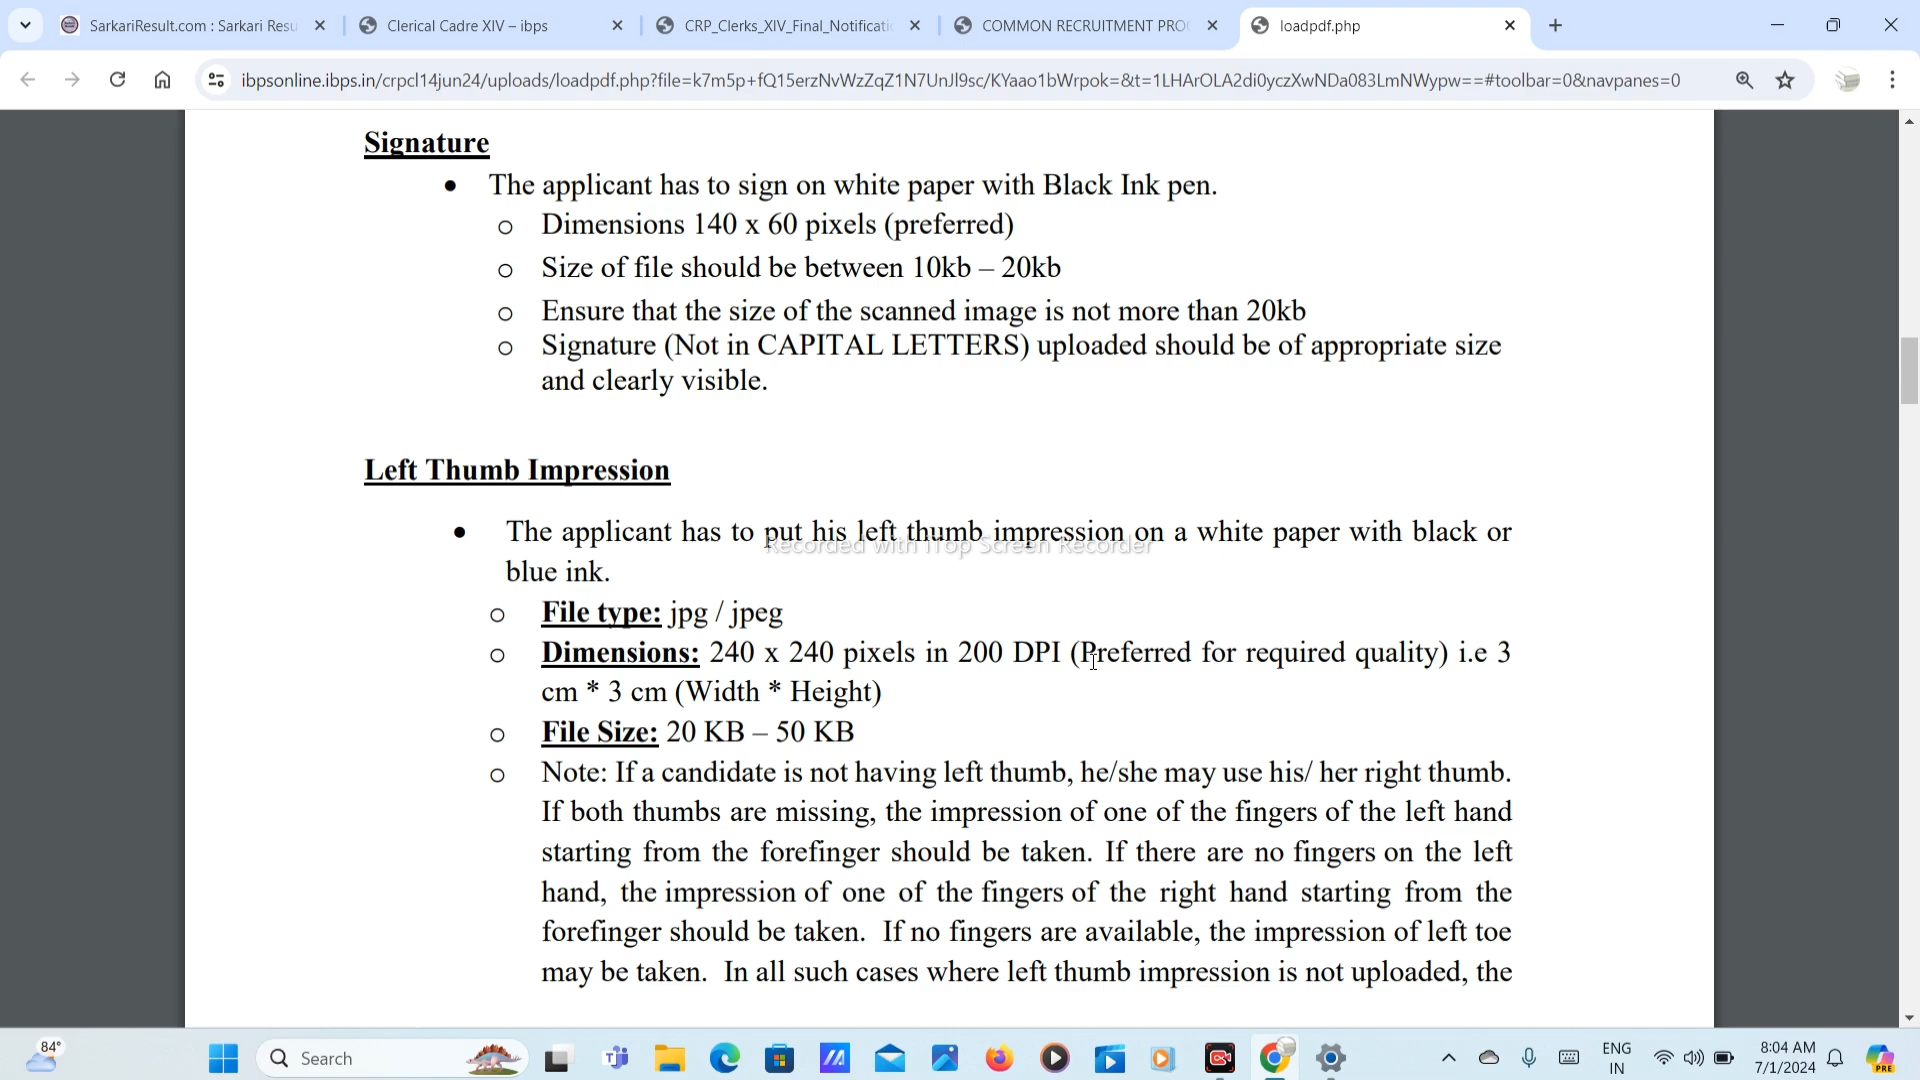 SarkariResult.com : Sarkari Resu
Clerical Cadre XIV – ibps
CRP_Clerks_XIV_Final_Notificati
COMMON RECRUITMENT PRO
loadpdf.php
ibpsonline.ibps.in/crpcl14jun24/uploads/loadpdf.php?file=k7m5p+fQ15erzNvWzZqZ1N7UnJl9sc/KYaao1bWrpok=&t=1LHArOLA2di0yczXwNDa083LmNWypw==#toolbar=0&navpanes=0
Signature
• The applicant has to sign on white paper with Black Ink pen.
o Dimensions 140 x 60 pixels (preferred)
o Size of file should be between 10kb – 20kb
o Ensure that the size of the scanned image is not more than 20kb
o Signature (Not in CAPITAL LETTERS) uploaded should be of appropriate size
and clearly visible.
Left Thumb Impression
• The applicant has to put his left thumb impression on a white paper with black or
Recorded with iTop Screen Recorder
blue ink.
o File type: jpg / jpeg
o Dimensions: 240 x 240 pixels in 200 DPI (Preferred for required quality) i.e 3
cm * 3 cm (Width * Height)
o File Size: 20 KB – 50 KB
o Note: If a candidate is not having left thumb, he/she may use his/ her right thumb.
If both thumbs are missing, the impression of one of the fingers of the left hand
starting from the forefinger should be taken. If there are no fingers on the left
hand, the impression of one of the fingers of the right hand starting from the
forefinger should be taken. If no fingers are available, the impression of left toe
may be taken. In all such cases where left thumb impression is not uploaded, the
84°
Search
ENG
IN
8:04 AM
7/1/2024
PRE